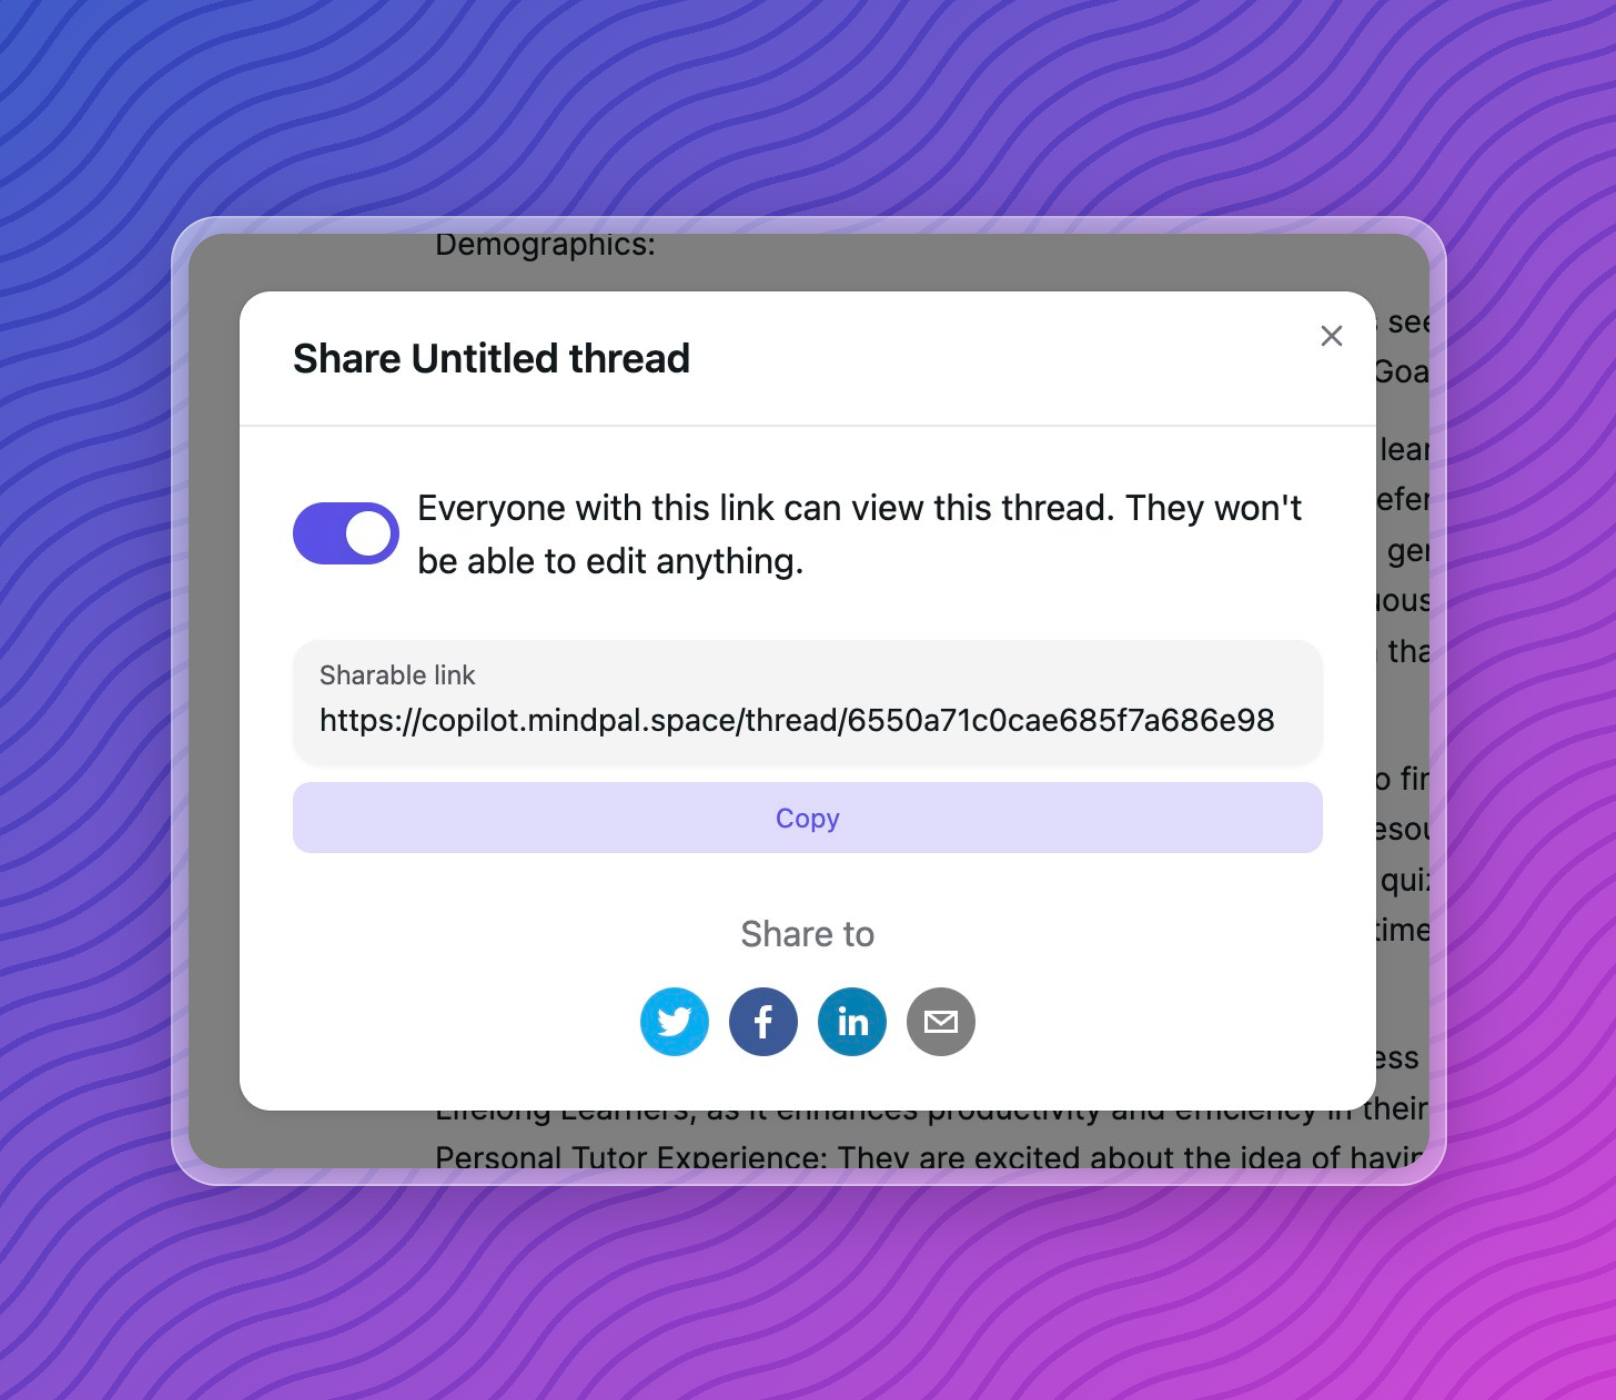 Demographics:
see
Share Untitled thread
Goa
lear
Everyone with this link can view this thread. They won't
be able to edit anything.
efer
ger
uous
tha
Sharable link
https://copilot.mindpal.space/thread/6550a71c0cae685f7a686e98
o fir
Copy
esou
quiz
Share to
time
in
ess
Lifelong Learners, as it enhances productivity and efficiency in their
Personal Tutor Experience: They are excited about the idea of havin